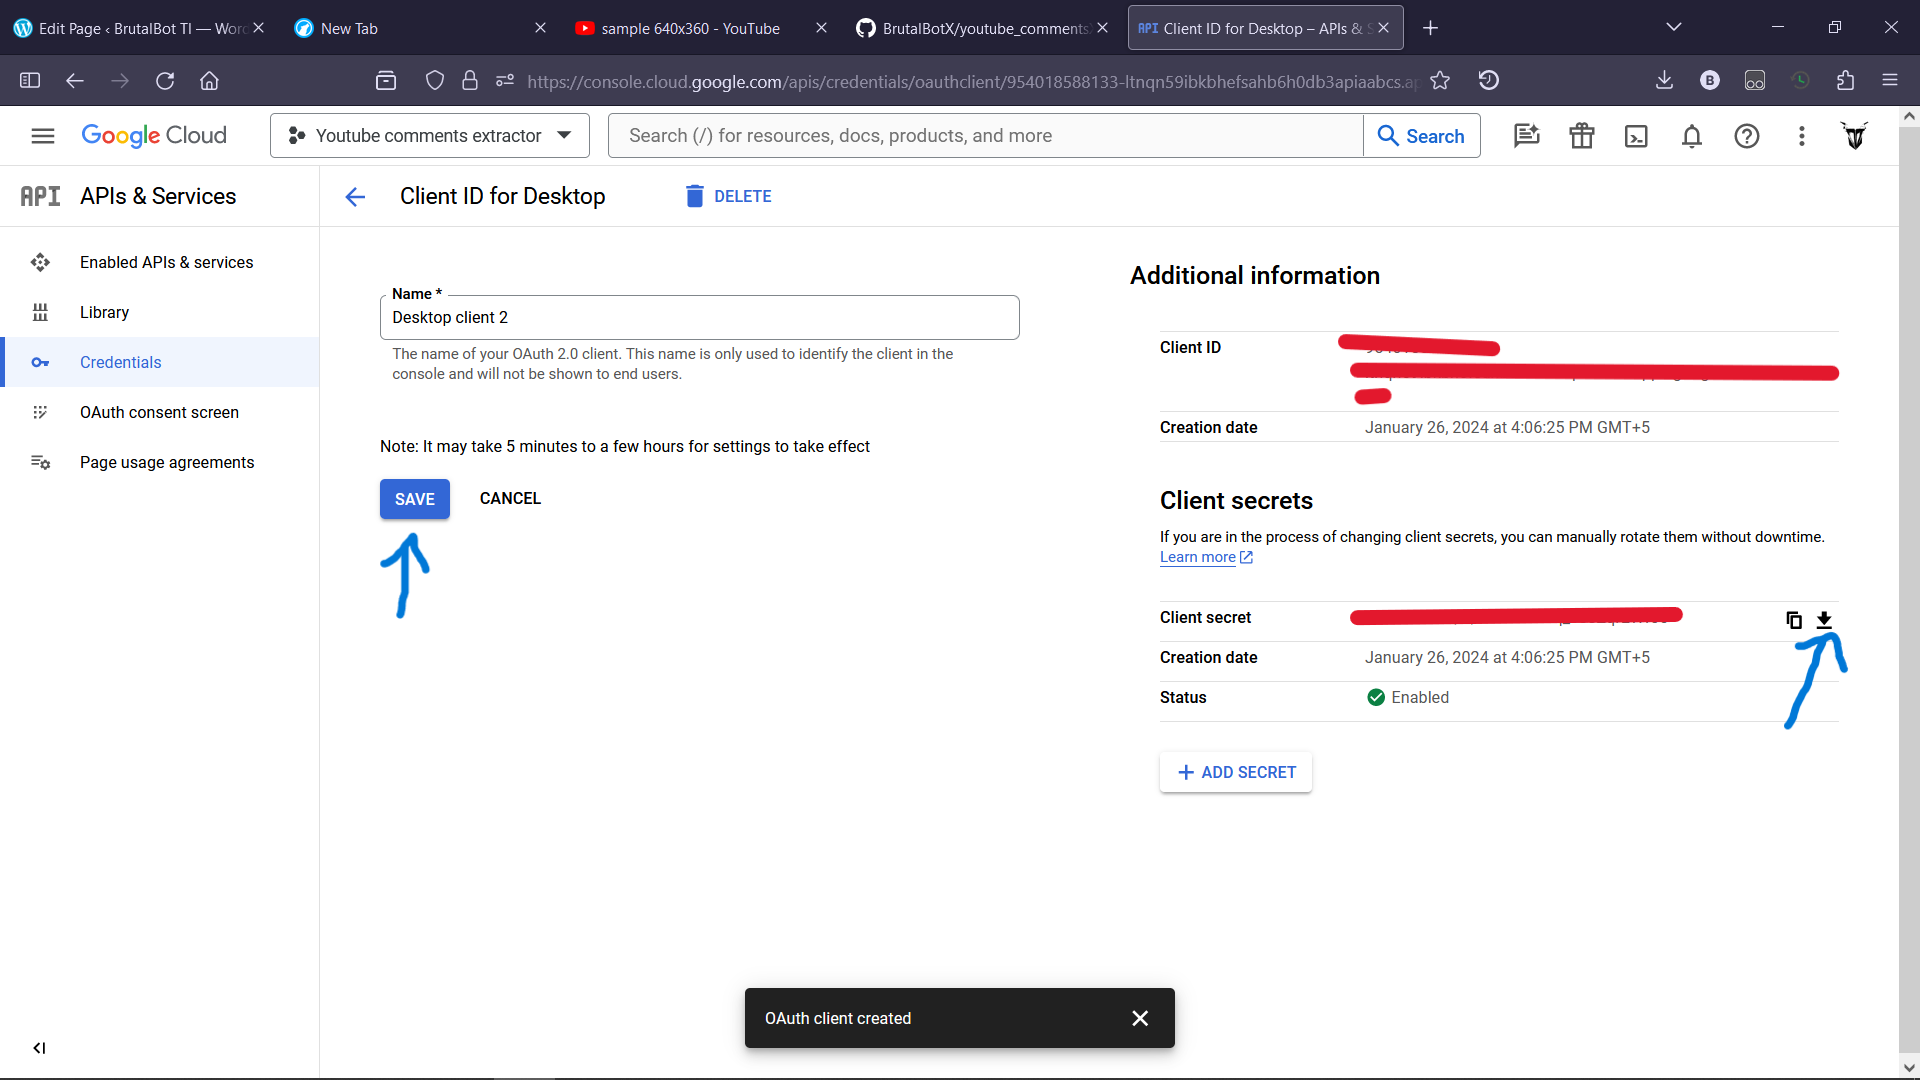 Edit Page ‹ BrutalBot TI — Wor
New Tab
sample 640x360 - YouTube
BrutalBotX/youtube_comments
API Client ID for Desktop – APIs & S
https://console.cloud.google.com/apis/credentials/oauthclient/954018588133-ltnqn59ibkbhefsahb6h0db3apiaabcs.ap
B
Google Cloud
Youtube comments extractor
Search (/) for resources, docs, products, and more
Search
API APIs & Services
Client ID for Desktop
DELETE
Enabled APIs & services
Library
Credentials
OAuth consent screen
Page usage agreements
Name *
Desktop client 2
The name of your OAuth 2.0 client. This name is only used to identify the client in the
console and will not be shown to end users.
Note: It may take 5 minutes to a few hours for settings to take effect
SAVE
CANCEL
Additional information
Client ID
Creation date
January 26, 2024 at 4:06:25 PM GMT+5
Client secrets
If you are in the process of changing client secrets, you can manually rotate them without downtime.
Learn more
Client secret
Creation date
January 26, 2024 at 4:06:25 PM GMT+5
Status
Enabled
+ ADD SECRET
OAuth client created